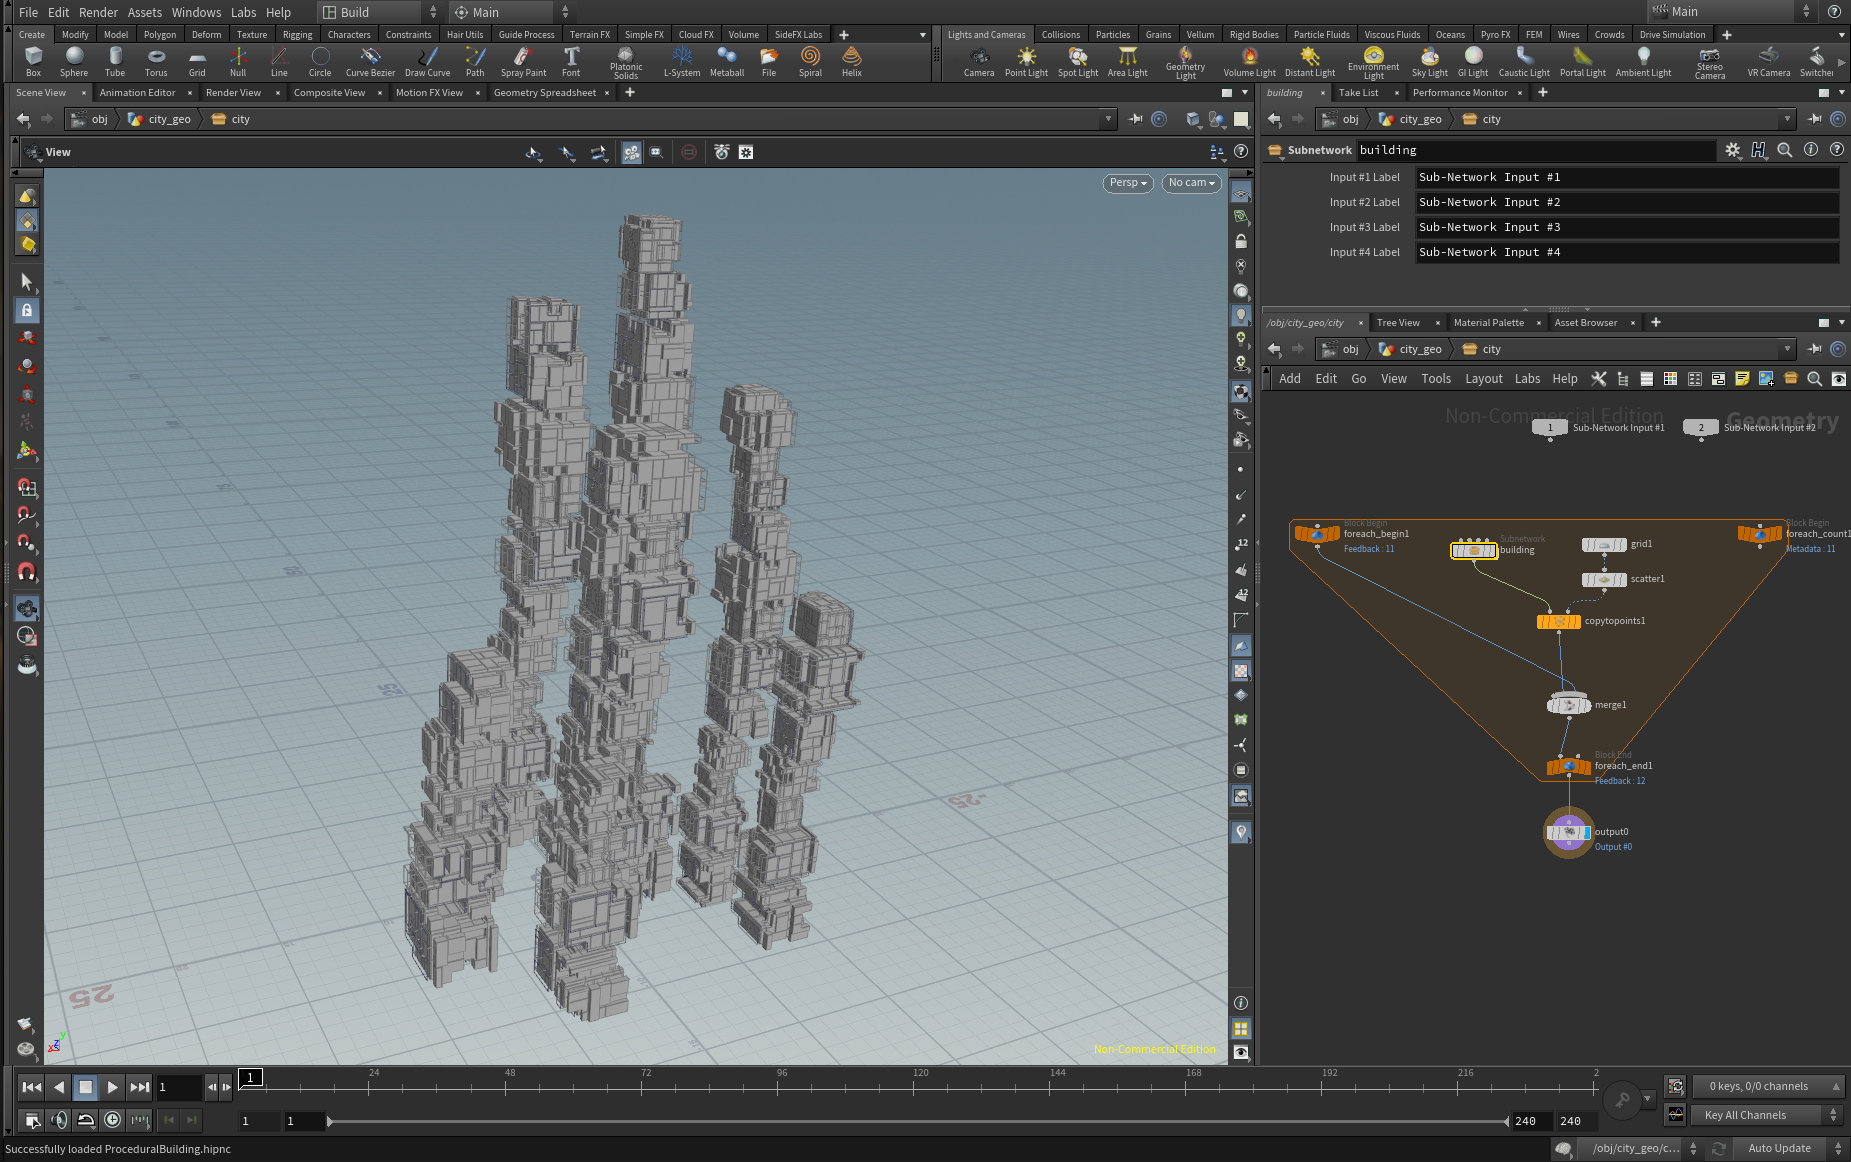 File Edit Render Assets Windows Labs Help Build Main Main
Create Modify Model Polygon Deform Texture Rigging Characters Constraints Hair Utils Guide Process Terrain FX Simple FX Cloud FX Volume SideFX Labs
Lights and Cameras Collisions Particles Grains Vellum Rigid Bodies Particle Fluids Viscous Fluids Oceans Pyro FX FEM Wires Crowds Drive Simulation
Box Sphere Tube Torus Grid Null Line Circle Curve Bezier Draw Curve Path Spray Paint Font Platonic Solids L-System Metaball File Spiral Helix
Camera Point Light Spot Light Area Light Geometry Light Volume Light Distant Light Environment Light Sky Light GI Light Caustic Light Portal Light Ambient Light Stereo Camera VR Camera Switcher
Scene View Animation Editor Render View Composite View Motion FX View Geometry Spreadsheet
building Take List Performance Monitor
obj city_geo city
obj city_geo city
View
Subnetwork building
Persp No cam
Input #1 Label Sub-Network Input #1
Input #2 Label Sub-Network Input #2
Input #3 Label Sub-Network Input #3
Input #4 Label Sub-Network Input #4
/obj/city_geo/city Tree View Material Palette Asset Browser
obj city_geo city
Add Edit Go View Tools Layout Labs Help
Non-Commercial Edition Geometry
1 Sub-Network Input #1 2 Sub-Network Input #2
Block Begin
foreach_begin1
Feedback : 11
Subnetwork
building
grid1
Block Begin
foreach_count1
Metadata : 11
scatter1
copytopoints1
merge1
Block End
foreach_end1
Feedback : 12
output0
Output #0
12
12
25
-25
Non-Commercial Edition
y
z
x
1 1 24 48 72 96 120 144 168 192 216 2
0 keys, 0/0 channels
1 1 240 240 Key All Channels
Successfully loaded ProceduralBuilding.hipnc /obj/city_geo/c... Auto Update